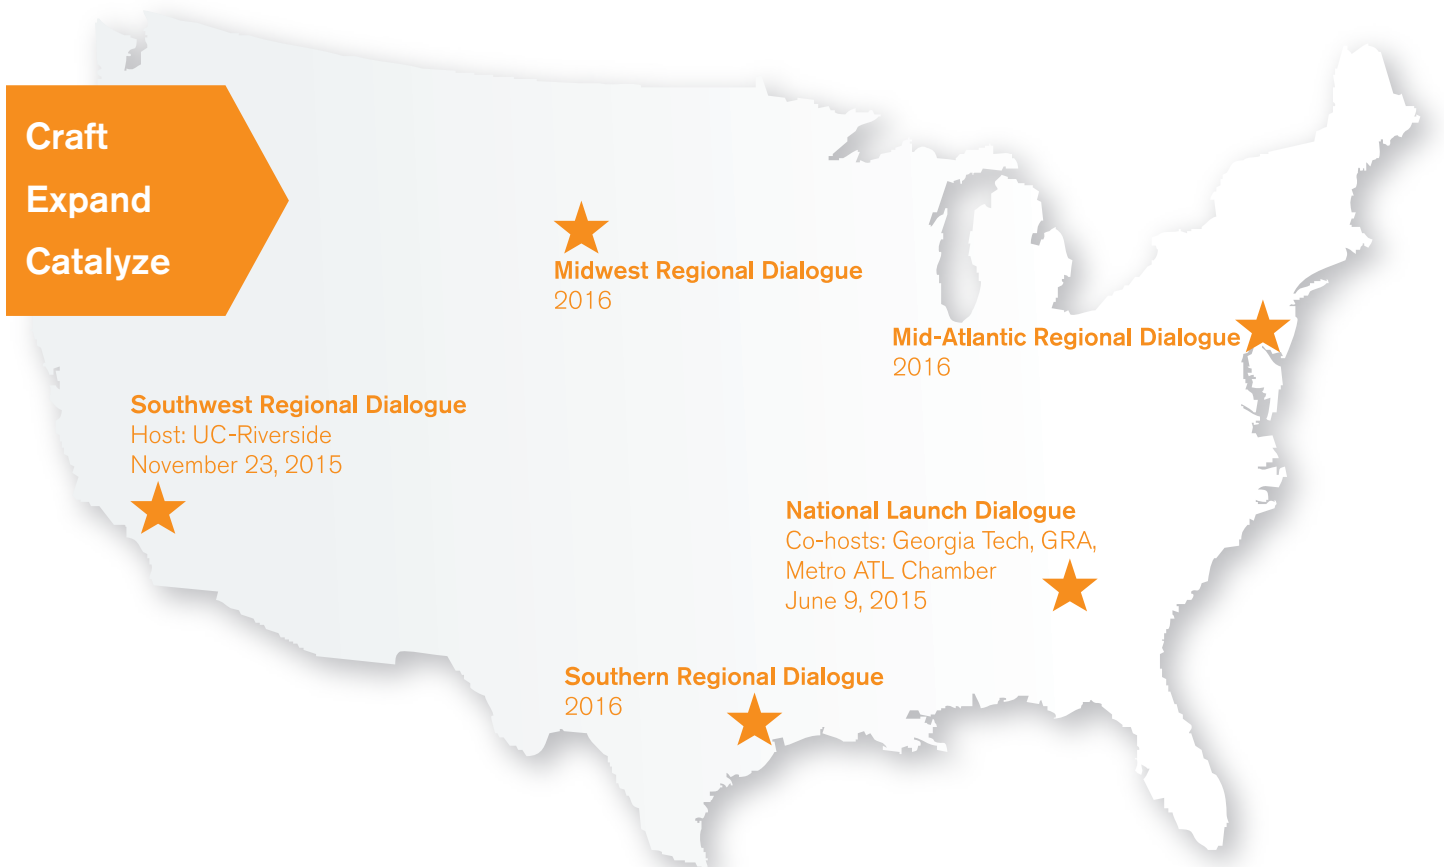 Craft
Expand
Catalyze
Midwest Regional Dialogue
2016
Mid-Atlantic Regional Dialogue
2016
Southwest Regional Dialogue
Host: UC-Riverside
November 23, 2015
National Launch Dialogue
Co-hosts: Georgia Tech, GRA,
Metro ATL Chamber
June 9, 2015
Southern Regional Dialogue
2016